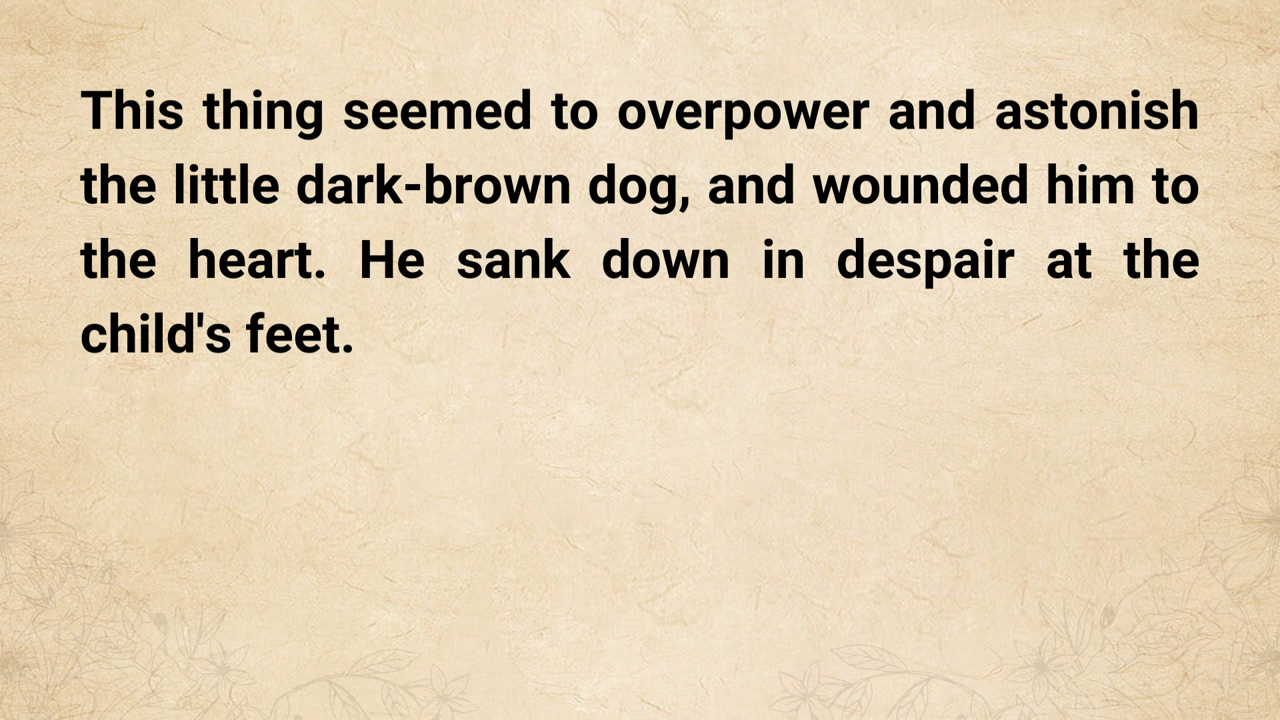 This thing seemed to overpower and astonish
the little dark-brown dog, and wounded him to
the heart. He sank down in despair at the
child's feet.